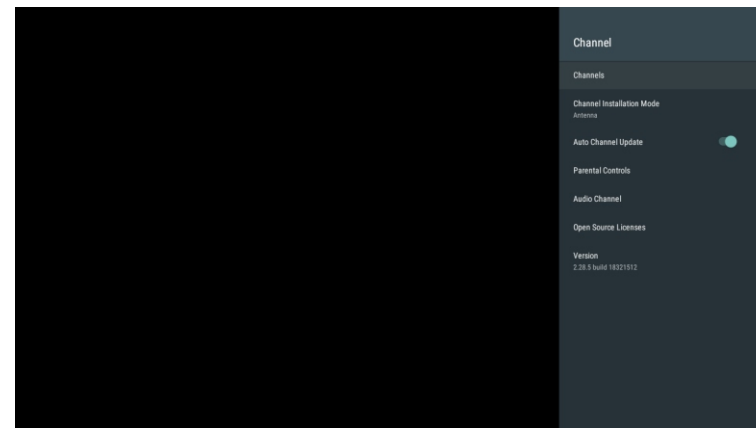 Channel
Channels
Channel Installation Mode
Antenna
Auto Channel Update
Parental Controls
Audio Channel
Open Source Licenses
Version
2.28.5 build 18321512